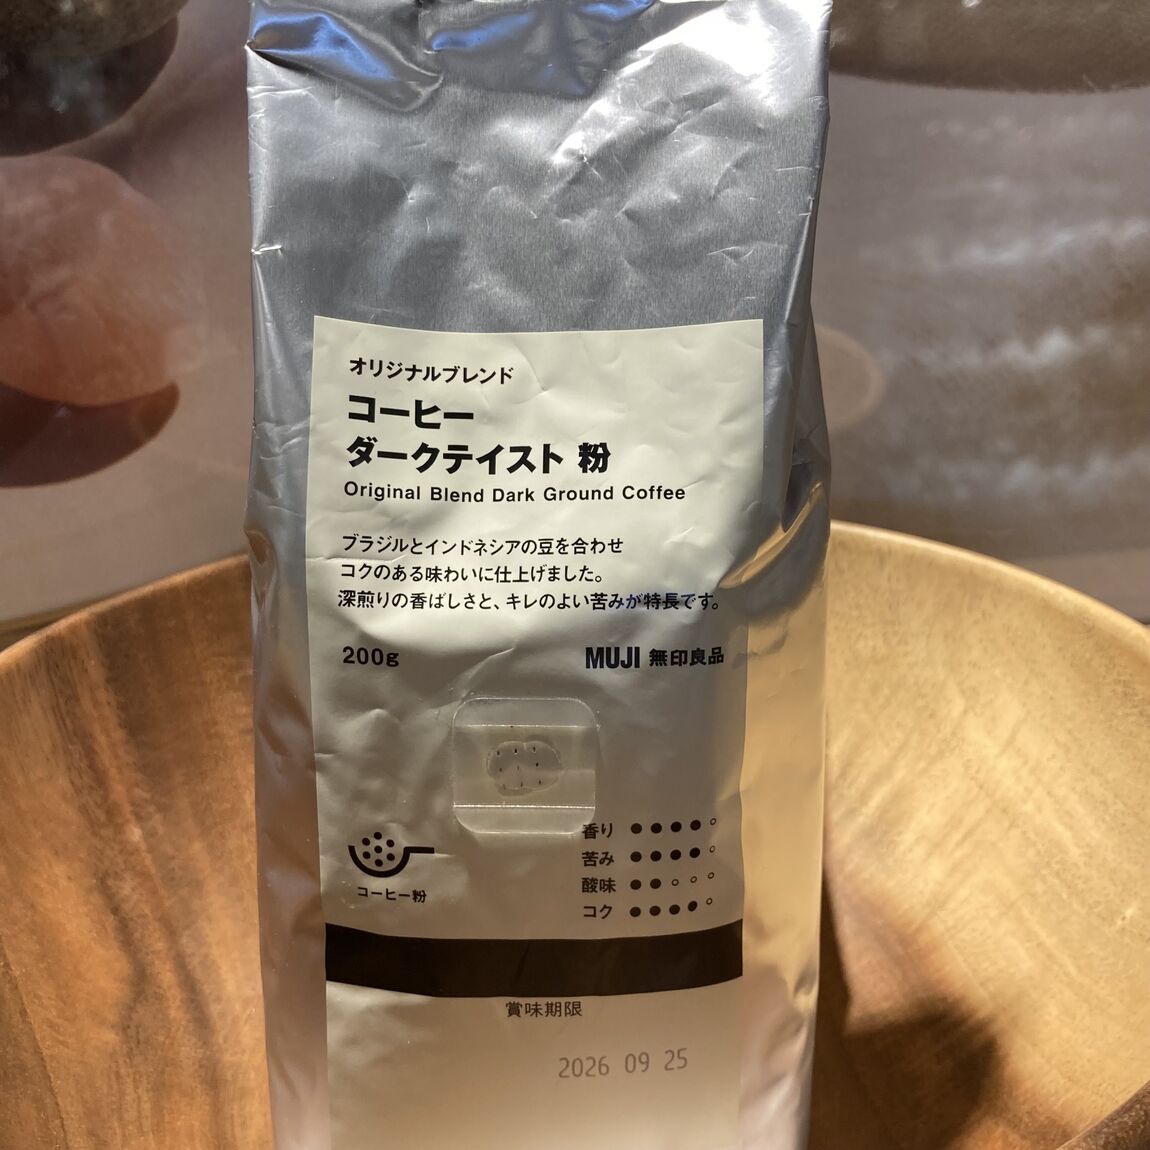 オリジナルブレンド
コーヒー
ダークテイスト 粉
Original Blend Dark Ground Coffee
ブラジルとインドネシアの豆を合わせ
コクのある味わいに仕上げました。
深煎りの香ばしさと、キレのよい苦みが特長です。
200g
MUJI 無印良品
香り ●●●●○
苦み ●●●●○
酸味 ●●○○○
コク ●●●●○
コーヒー粉
賞味期限
2026 09 25